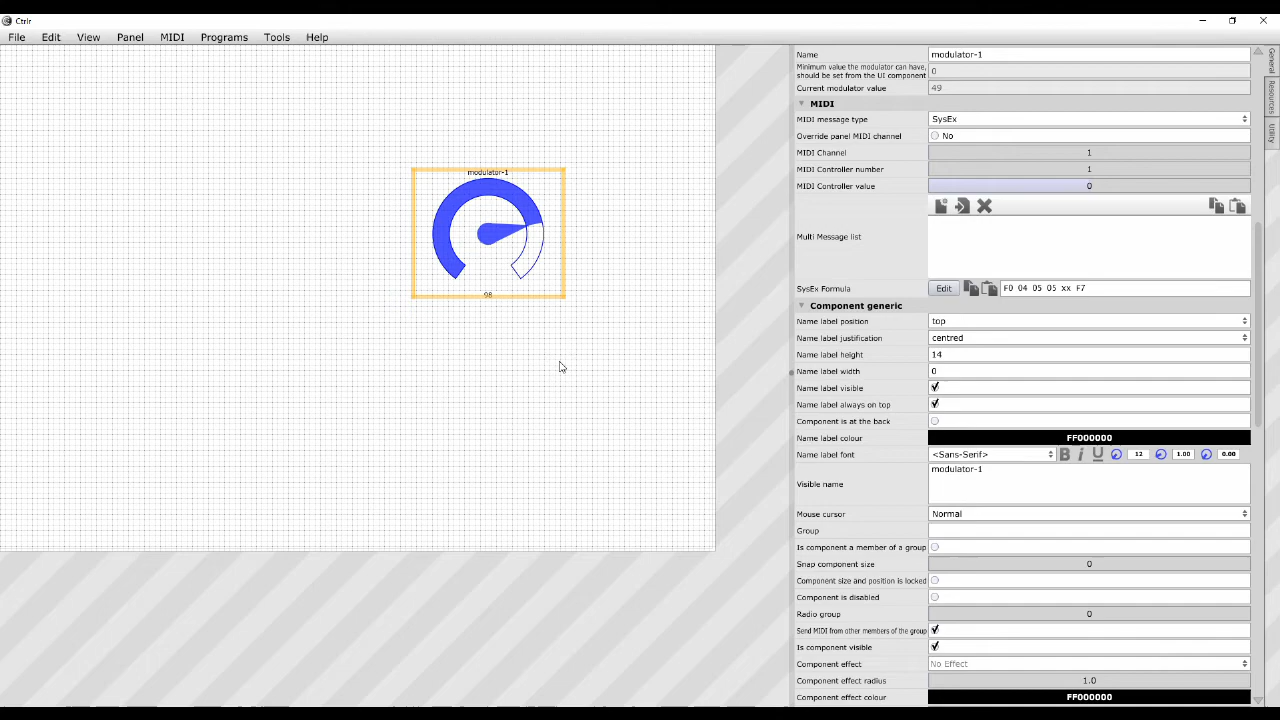 Ctrlr
File Edit View Panel MIDI Programs Tools Help
modulator-1
98
Name modulator-1
Minimum value the modulator can have, should be set from the UI component 0
Current modulator value 49
MIDI
MIDI message type SysEx
Override panel MIDI channel No
MIDI Channel 1
MIDI Controller number 1
MIDI Controller value 0
Multi Message list
SysEx Formula Edit F0 04 05 05 xx F7
Component generic
Name label position top
Name label justification centred
Name label height 14
Name label width 0
Name label visible
Name label always on top
Component is at the back
Name label colour FF000000
Name label font <Sans-Serif> B i U 12 1.00 0.00
Visible name modulator-1
Mouse cursor Normal
Group
Is component a member of a group
Snap component size 0
Component size and position is locked
Component is disabled
Radio group 0
Send MIDI from other members of the group
Is component visible
Component effect No Effect
Component effect radius 1.0
Component effect colour FF000000
General
Resources
Utility